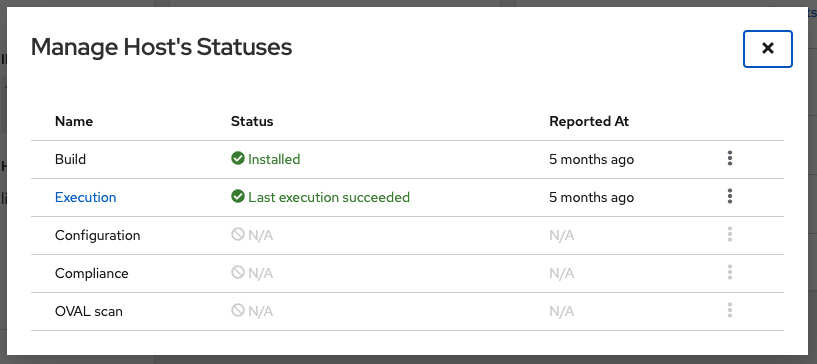 Manage Host's Statuses
Name Status Reported At
Build Installed 5 months ago
Execution Last execution succeeded 5 months ago
Configuration N/A N/A
Compliance N/A N/A
OVAL scan N/A N/A